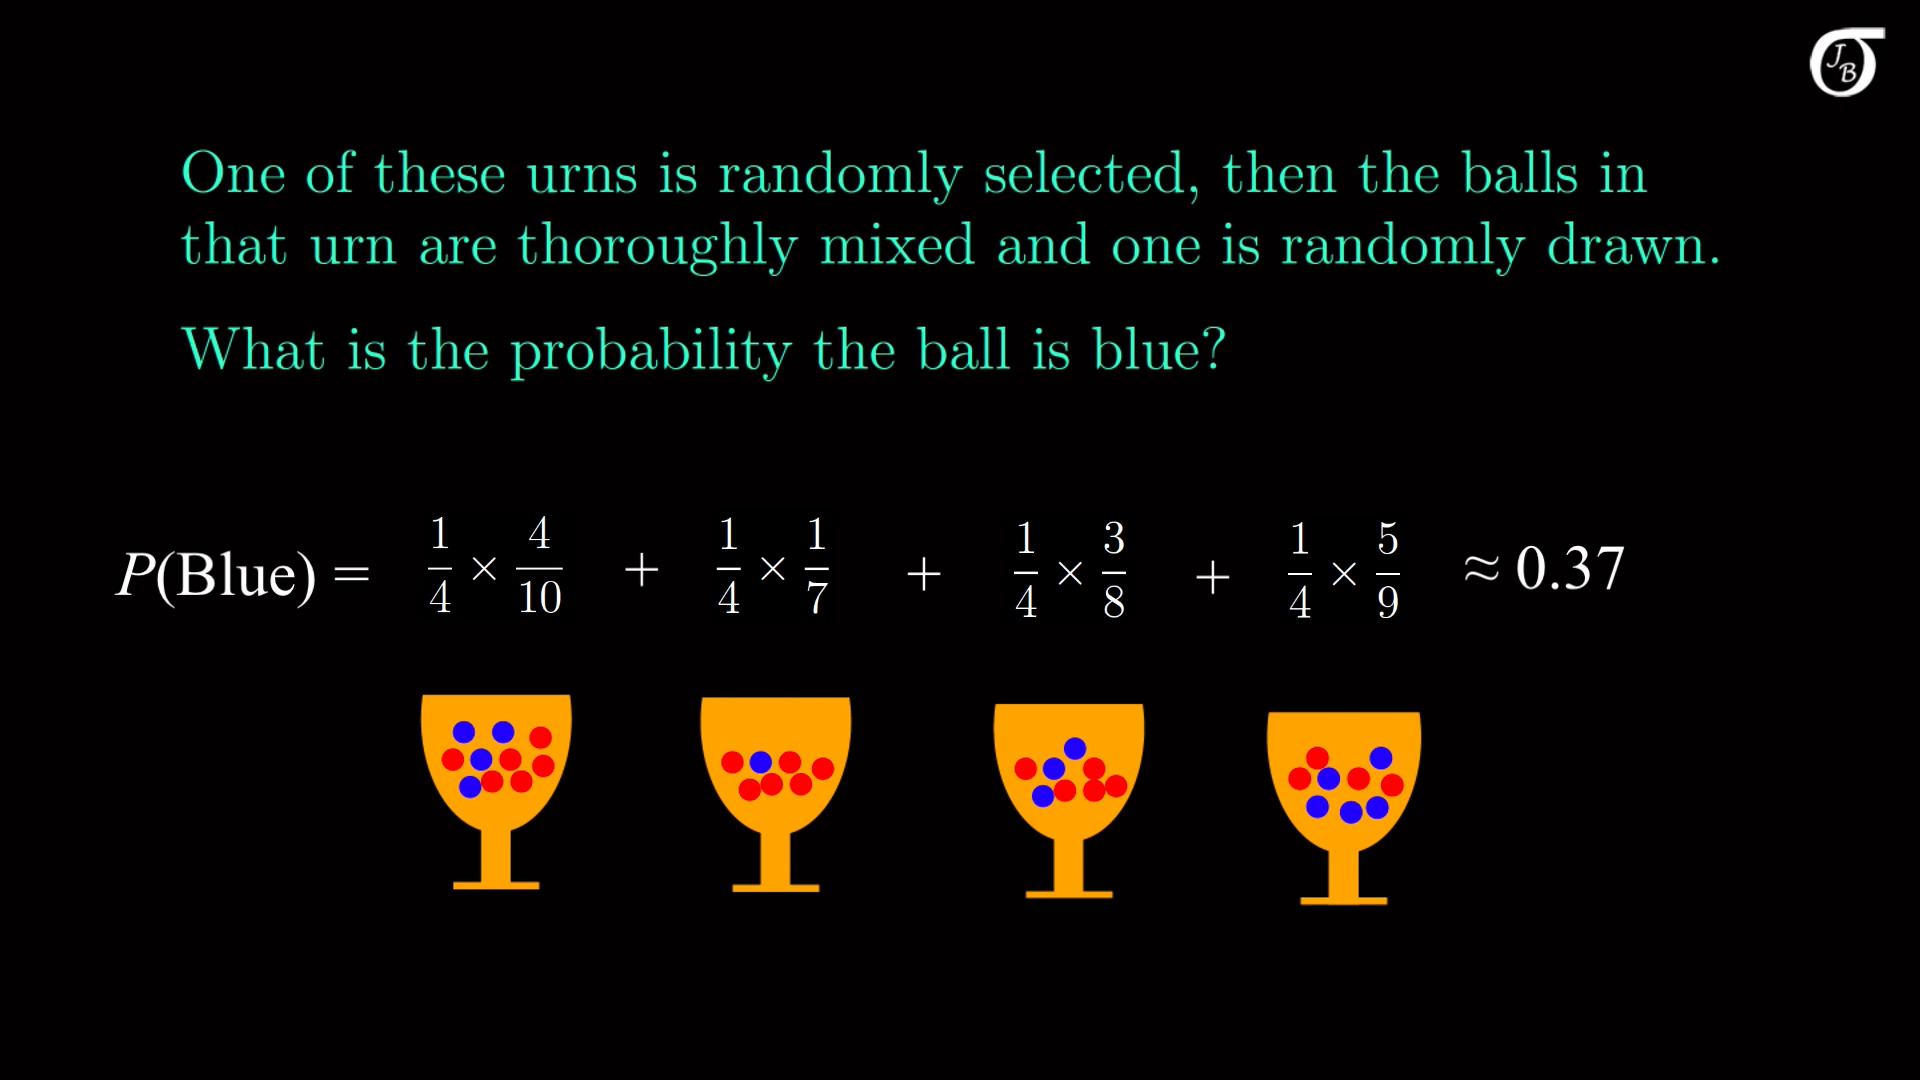 JB
One of these urns is randomly selected, then the balls in
that urn are thoroughly mixed and one is randomly drawn.
What is the probability the ball is blue?
P(Blue) = 1/4 × 4/10 + 1/4 × 1/7 + 1/4 × 3/8 + 1/4 × 5/9 ≈ 0.37